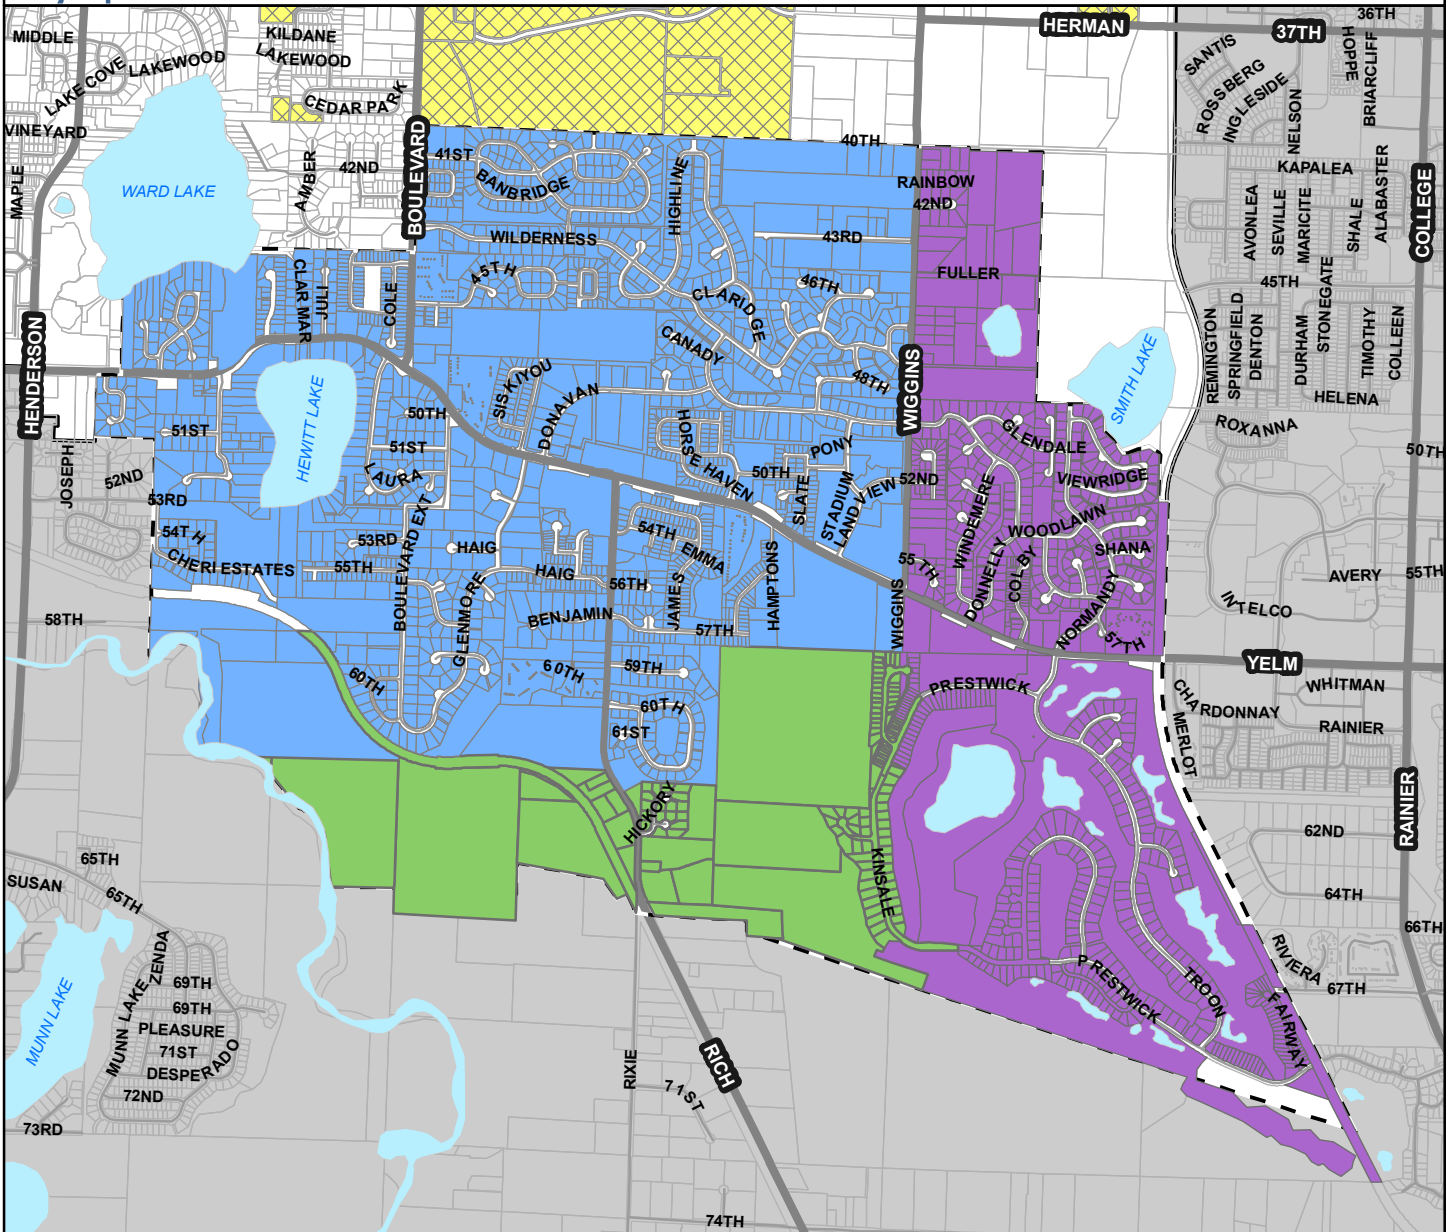 36TH
HERMAN
37TH
MIDDLE
KILDANE
LAKEWOOD
LAKEWOOD
LAKE COVE
CEDAR PARK
SANTIS
ROSSBERG
INGLESIDE
HOPPE
BRIARCLIFF
NELSON
VINEYARD
BOULEVARD
40TH
41ST
42ND
AMBER
MAPLE
WARD LAKE
BANBRIDGE
HIGHLINE
RAINBOW
42ND
KAPALEA
ALABASTER
COLLEGE
AVONLEA
SEVILLE
MARICITE
SHALE
WILDERNESS
43RD
45TH
46TH
FULLER
45TH
CLAR MAR
JULI
COLE
CLARIDGE
CANADY
STONEGATE
REMINGTON
SPRINGFIELD
DENTON
DURHAM
TIMOTHY
COLLEEN
HENDERSON
HEWITT LAKE
SISKIYOU
DONAVAN
48TH
WIGGINS
SMITH LAKE
HELENA
ROXANNA
50TH
51ST
51ST
50TH
HORSE HAVEN
PONY
GLENDALE
JOSEPH
52ND
LAURA
50TH
SLATE
STADIUM
LANDVIEW
52ND
VIEWRIDGE
53RD
54TH
BOULEVARD EXT
53RD
HAIG
54TH
EMMA
WINDEMERE
WOODLAWN
SHANA
CHERI ESTATES
55TH
HAIG
56TH
JAMES
HAMPTONS
55TH
DONNELLY
COLBY
NORMANDY
AVERY
55TH
INTELCO
58TH
GLENMORE
BENJAMIN
57TH
WIGGINS
57TH
YELM
60TH
60TH
59TH
60TH
61ST
PRESTWICK
CHARDONNAY
WHITMAN
RAINIER
MERLOT
HICKORY
KINSALE
RAINIER
62ND
65TH
SUSAN
65TH
64TH
66TH
ZENDA
MUNN LAKE
69TH
69TH
MUNN LAKE
PLEASURE
71ST
DESPERADO
72ND
73RD
RIVIERA
67TH
PRESTWICK
TROON
FAIRWAY
RIXIE
RICH
71ST
74TH